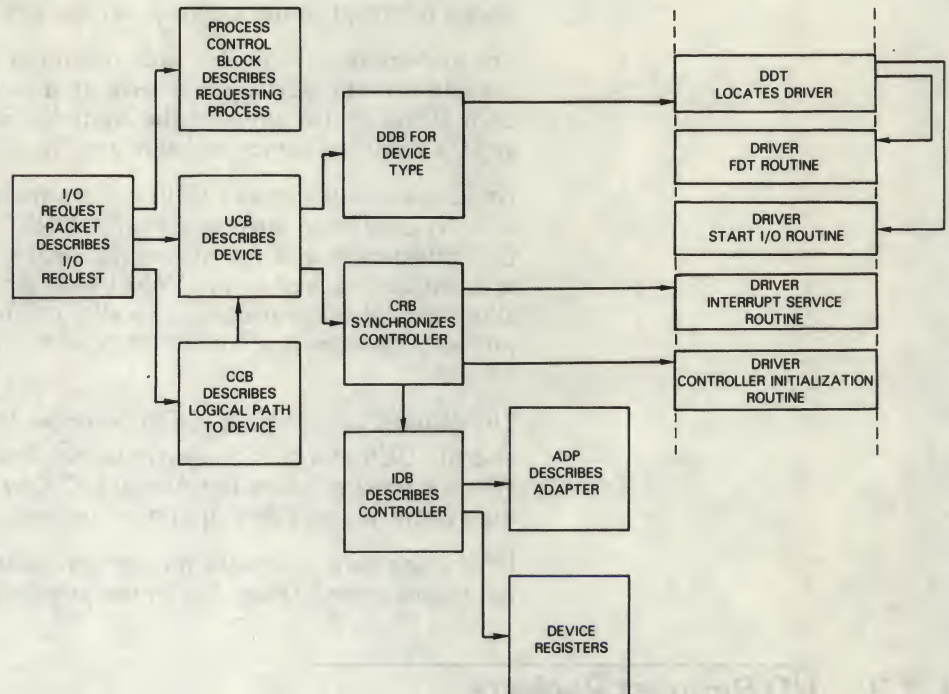 PROCESS
CONTROL
BLOCK
DESCRIBES
REQUESTING
PROCESS
DDB FOR
DEVICE
TYPE
DDT
LOCATES DRIVER
DRIVER
FDT ROUTINE
I/O
REQUEST
PACKET
DESCRIBES
I/O
REQUEST
UCB
DESCRIBES
DEVICE
DRIVER
START I/O ROUTINE
CRB
SYNCHRONIZES
CONTROLLER
DRIVER
INTERRUPT SERVICE
ROUTINE
CCB
DESCRIBES
LOGICAL PATH
TO DEVICE
DRIVER
CONTROLLER INITIALIZATION
ROUTINE
IDB
DESCRIBES
CONTROLLER
ADP
DESCRIBES
ADAPTER
DEVICE
REGISTERS